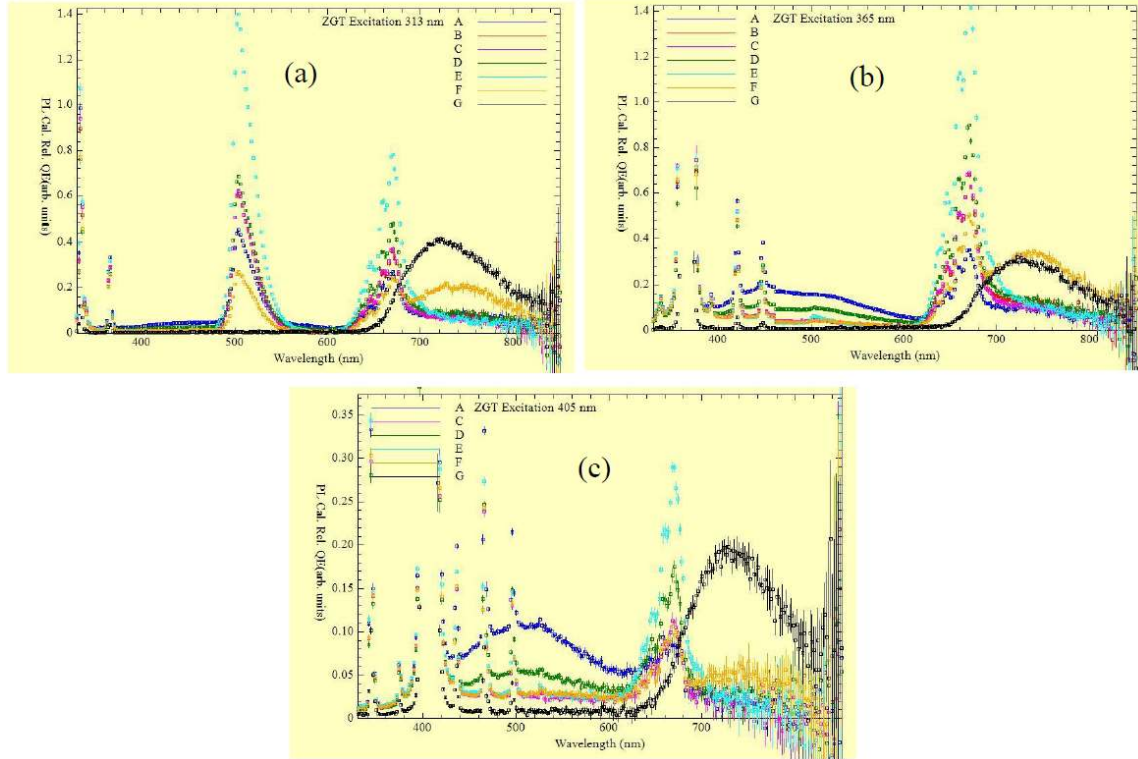 ZGT Excitation 313 nm
A
B
C
D
E
F
G
(a)
PL Cal. Rel. QE(arb. units)
1.4
1.2
1.0
0.8
0.6
0.4
0.2
0
400
500
600
700
800
Wavelength (nm)
A ZGT Excitation 365 nm
B
C
D
E
F
G
(b)
PL Cal. Rel. QE(arb. units)
1.4
1.2
1.0
0.8
0.6
0.4
0.2
0
400
500
600
700
800
Wavelength (nm)
A ZGT Excitation 405 nm
C
D
E
F
G
(c)
PL Cal. Rel. QE(arb. units)
0.35
0.30
0.25
0.20
0.15
0.10
0.05
0
400
500
600
700
800
Wavelength (nm)